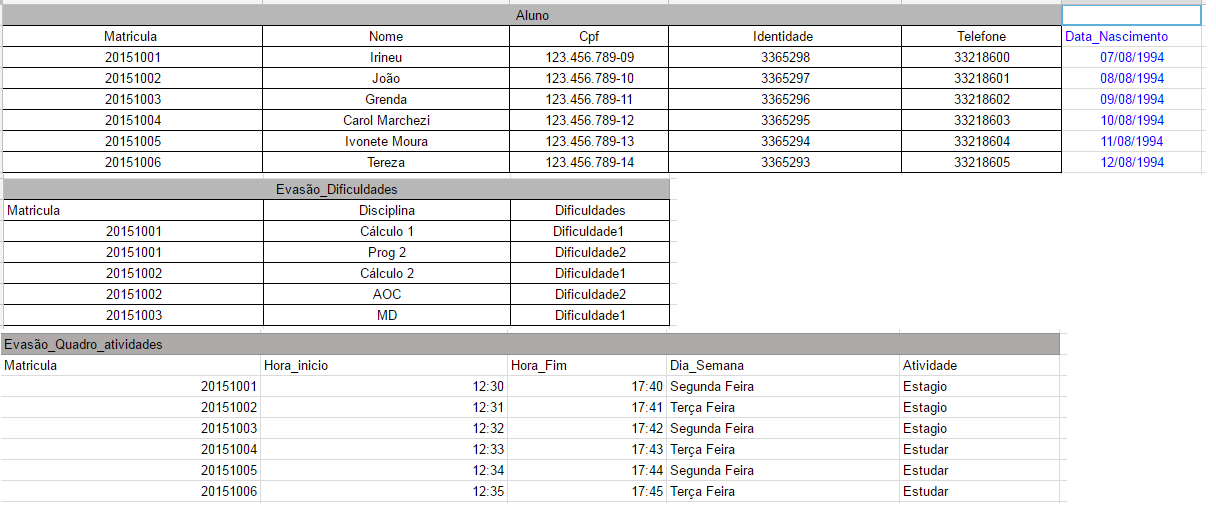 Aluno
Matricula Nome Cpf Identidade Telefone Data_Nascimento
20151001 Irineu 123.456.789-09 3365298 33218600 07/08/1994
20151002 João 123.456.789-10 3365297 33218601 08/08/1994
20151003 Grenda 123.456.789-11 3365296 33218602 09/08/1994
20151004 Carol Marchezi 123.456.789-12 3365295 33218603 10/08/1994
20151005 Ivonete Moura 123.456.789-13 3365294 33218604 11/08/1994
20151006 Tereza 123.456.789-14 3365293 33218605 12/08/1994
Evasão_Dificuldades
Matricula Disciplina Dificuldades
20151001 Cálculo 1 Dificuldade1
20151001 Prog 2 Dificuldade2
20151002 Cálculo 2 Dificuldade1
20151002 AOC Dificuldade2
20151003 MD Dificuldade1
Evasão_Quadro_atividades
Matricula Hora_inicio Hora_Fim Dia_Semana Atividade
20151001 12:30 17:40 Segunda Feira Estagio
20151002 12:31 17:41 Terça Feira Estagio
20151003 12:32 17:42 Segunda Feira Estagio
20151004 12:33 17:43 Terça Feira Estudar
20151005 12:34 17:44 Segunda Feira Estudar
20151006 12:35 17:45 Terça Feira Estudar